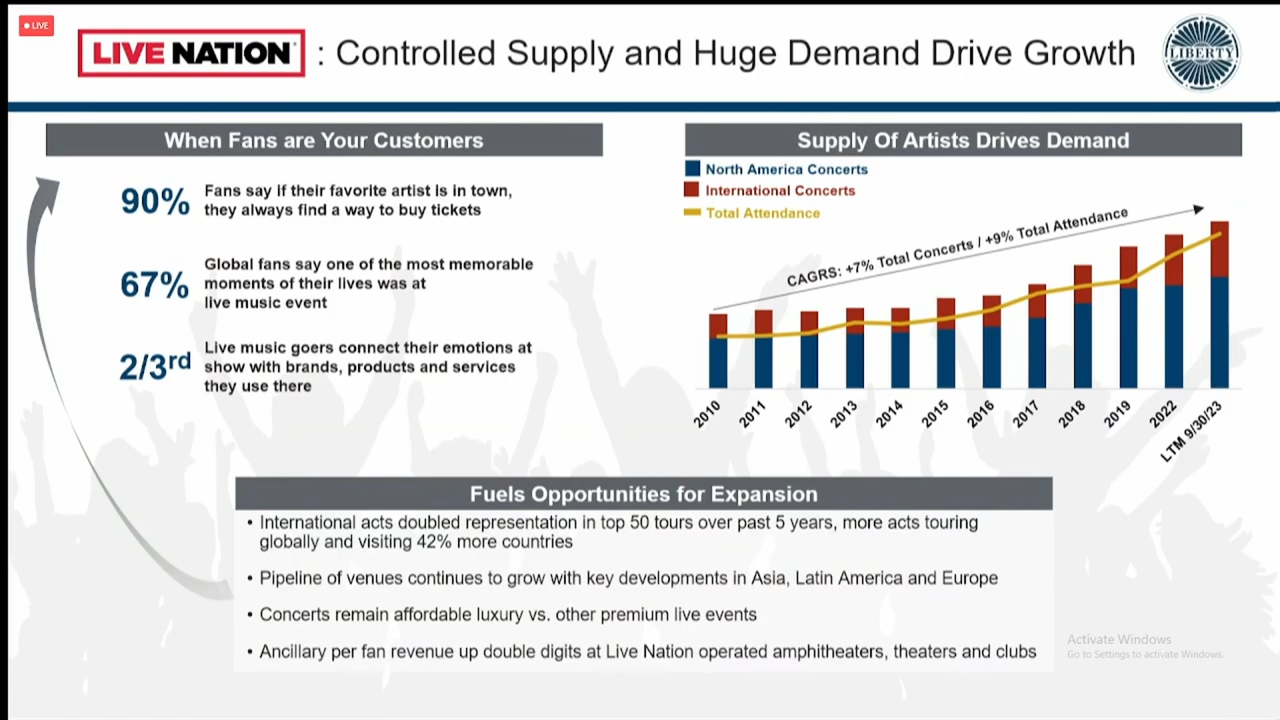 LIVE
LIVE NATION : Controlled Supply and Huge Demand Drive Growth
LIBERTY
When Fans are Your Customers
90%
Fans say if their favorite artist is in town,
they always find a way to buy tickets
67%
Global fans say one of the most memorable
moments of their lives was at
live music event
2/3rd
Live music goers connect their emotions at
show with brands, products and services
they use there
Supply Of Artists Drives Demand
North America Concerts
International Concerts
Total Attendance
CAGRS: +7% Total Concerts / +9% Total Attendance
2010
2011
2012
2013
2014
2015
2016
2017
2018
2019
2022
LTM 9/30/23
Fuels Opportunities for Expansion
• International acts doubled representation in top 50 tours over past 5 years, more acts touring
globally and visiting 42% more countries
• Pipeline of venues continues to grow with key developments in Asia, Latin America and Europe
• Concerts remain affordable luxury vs. other premium live events
• Ancillary per fan revenue up double digits at Live Nation operated amphitheaters, theaters and clubs
Activate Windows
Go to Settings to activate Windows.